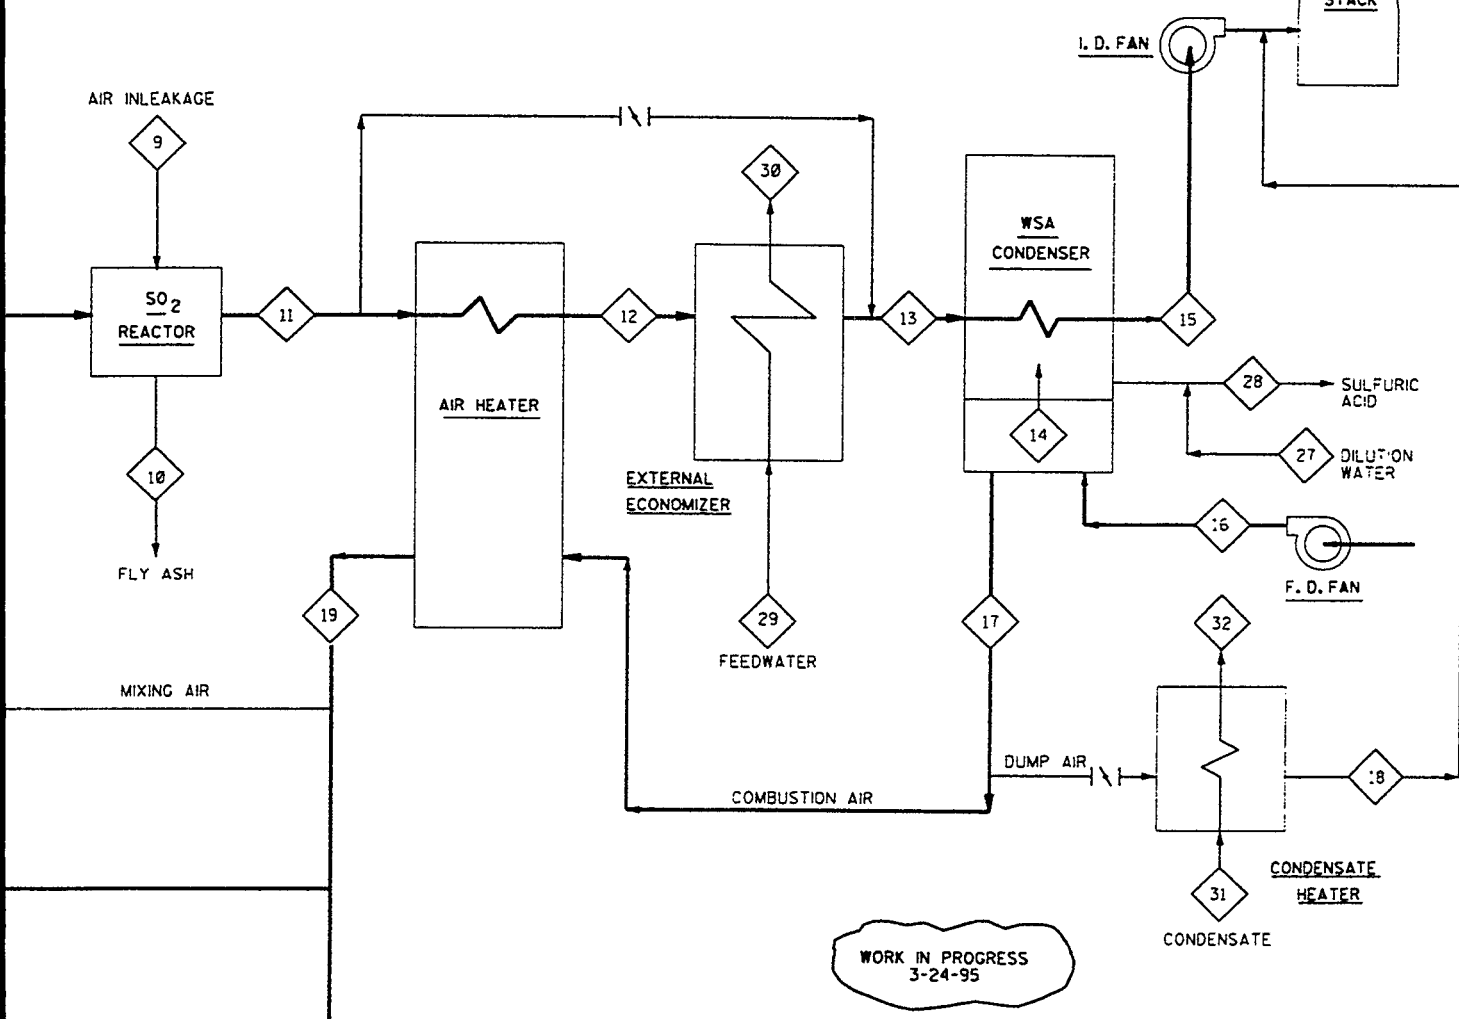 STACK
I. D. FAN
AIR INLEAKAGE
9
30
WSA
CONDENSER
SO2
REACTOR
11
12
13
15
AIR HEATER
28
SULFURIC
ACID
14
27
DILUTION
WATER
10
EXTERNAL
ECONOMIZER
16
FLY ASH
F. D. FAN
19
29
17
32
FEEDWATER
MIXING AIR
DUMP AIR
18
COMBUSTION AIR
31
CONDENSATE
HEATER
CONDENSATE
WORK IN PROGRESS
3-24-95